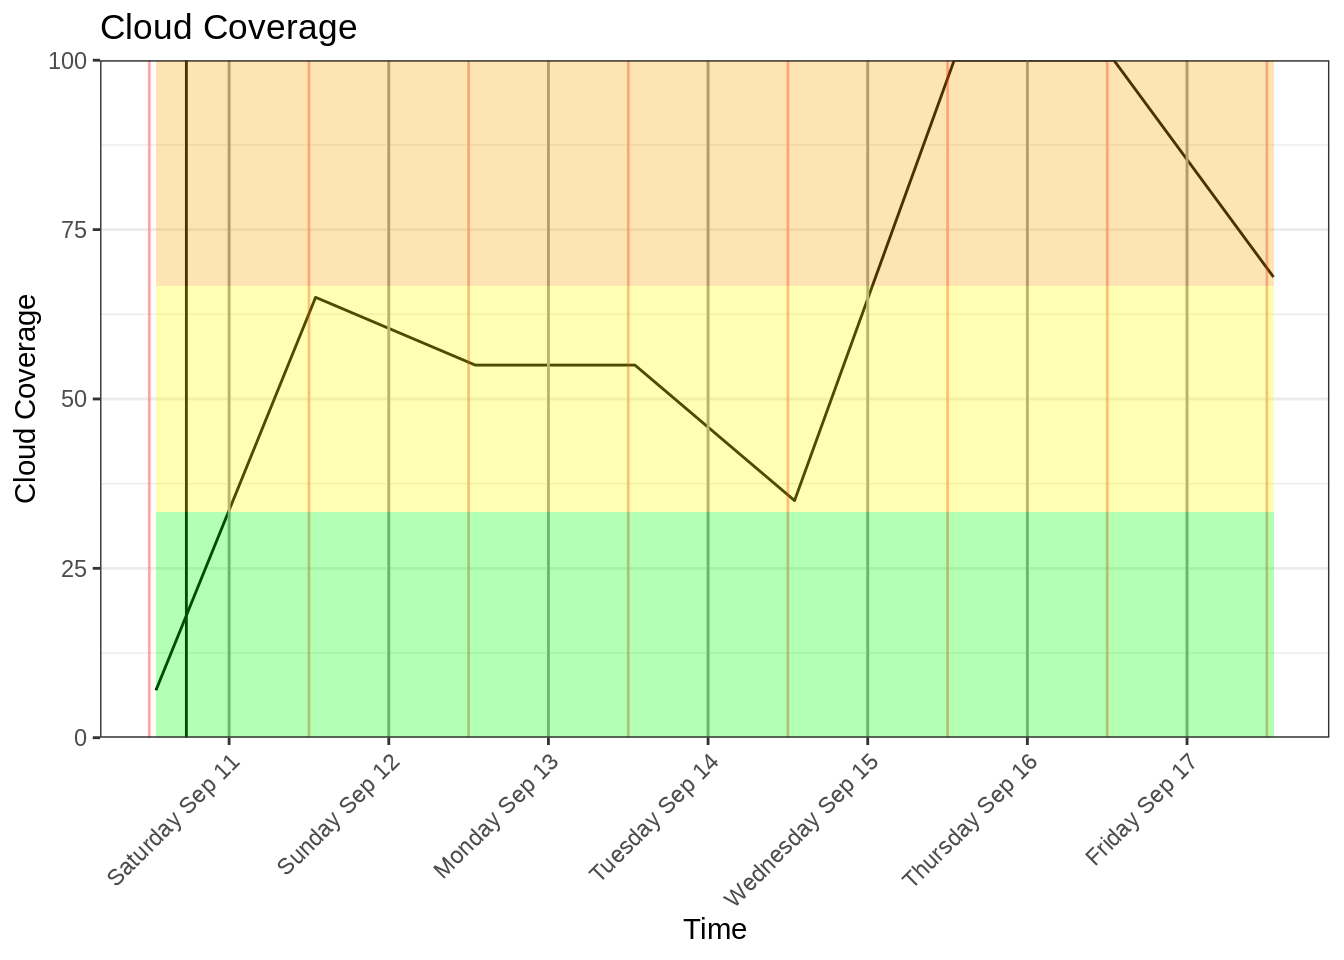 Cloud Coverage
100
75
50
25
0
Cloud Coverage
Saturday Sep 11
Sunday Sep 12
Monday Sep 13
Tuesday Sep 14
Wednesday Sep 15
Thursday Sep 16
Friday Sep 17
Time